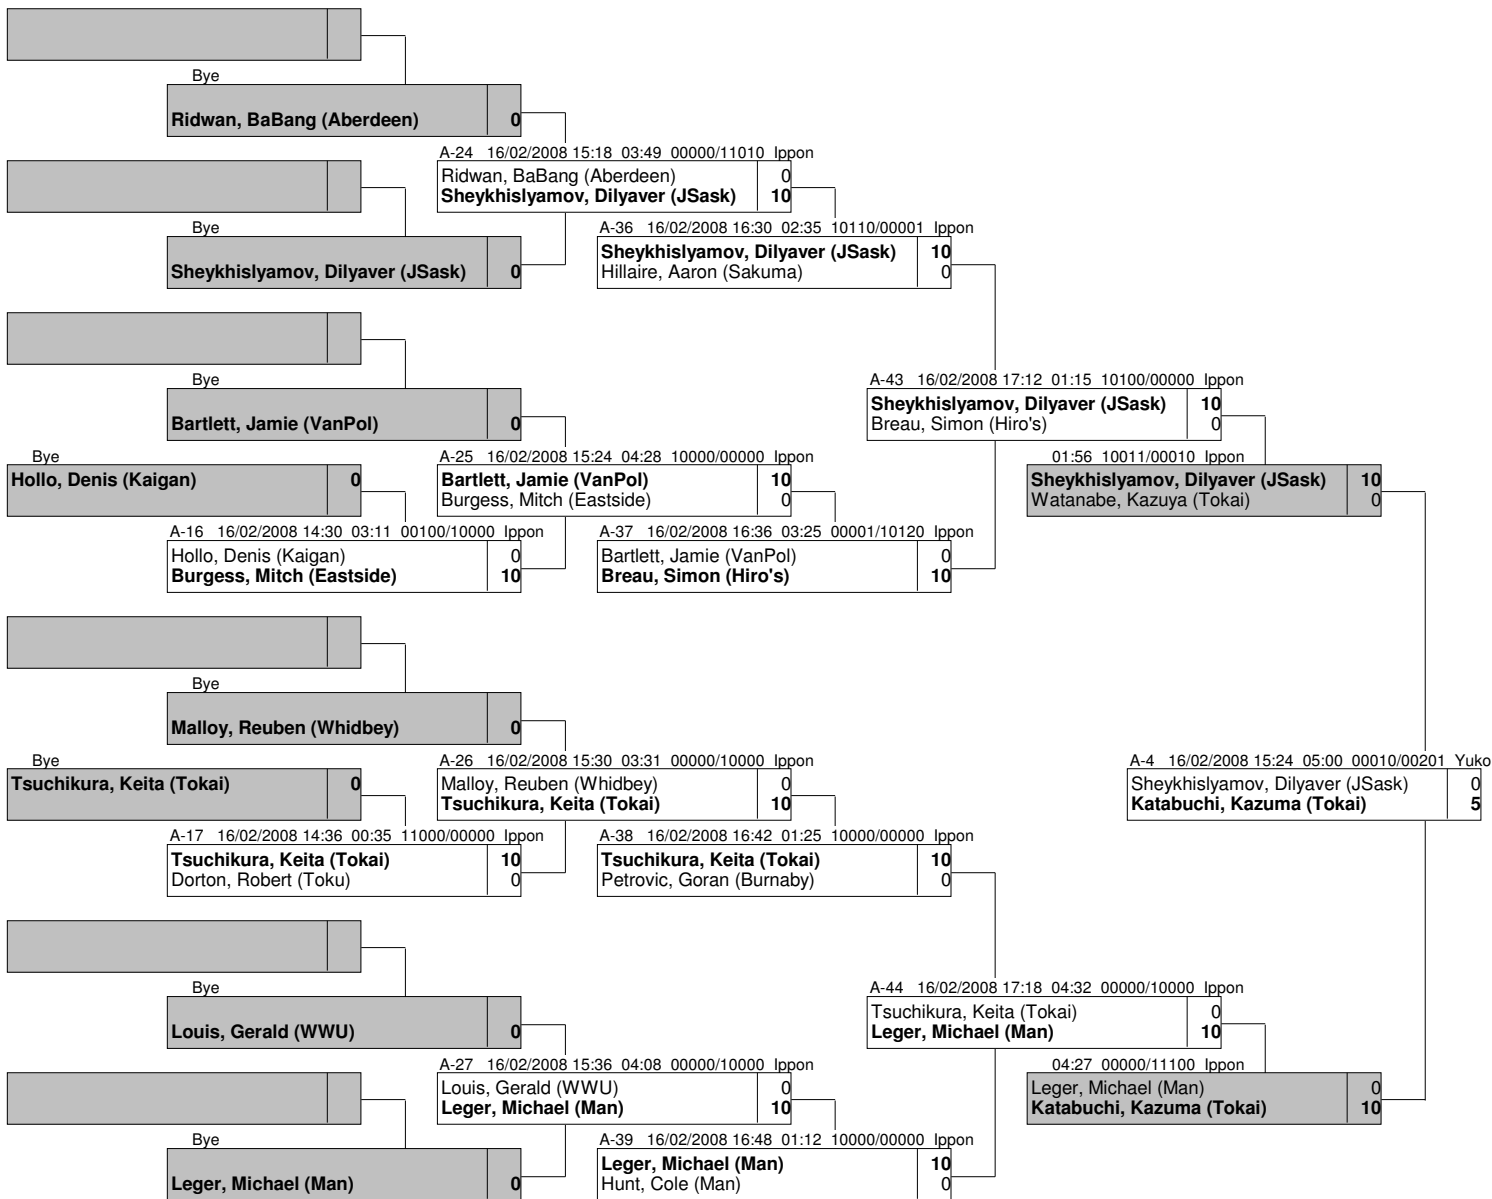 Bye
Ridwan, BaBang (Aberdeen) 0
A-24 16/02/2008 15:18 03:49 00000/11010 Ippon
Ridwan, BaBang (Aberdeen) 0
Sheykhislyamov, Dilyaver (JSask) 10
Bye
Sheykhislyamov, Dilyaver (JSask) 0
A-36 16/02/2008 16:30 02:35 10110/00001 Ippon
Sheykhislyamov, Dilyaver (JSask) 10
Hillaire, Aaron (Sakuma) 0
Bye
Bartlett, Jamie (VanPol) 0
A-43 16/02/2008 17:12 01:15 10100/00000 Ippon
Sheykhislyamov, Dilyaver (JSask) 10
Breau, Simon (Hiro's) 0
Bye
Hollo, Denis (Kaigan) 0
A-25 16/02/2008 15:24 04:28 10000/00000 Ippon
Bartlett, Jamie (VanPol) 10
Burgess, Mitch (Eastside) 0
01:56 10011/00010 Ippon
Sheykhislyamov, Dilyaver (JSask) 10
Watanabe, Kazuya (Tokai) 0
A-16 16/02/2008 14:30 03:11 00100/10000 Ippon
Hollo, Denis (Kaigan) 0
Burgess, Mitch (Eastside) 10
A-37 16/02/2008 16:36 03:25 00001/10120 Ippon
Bartlett, Jamie (VanPol) 0
Breau, Simon (Hiro's) 10
Bye
Malloy, Reuben (Whidbey) 0
Bye
Tsuchikura, Keita (Tokai) 0
A-26 16/02/2008 15:30 03:31 00000/10000 Ippon
Malloy, Reuben (Whidbey) 0
Tsuchikura, Keita (Tokai) 10
A-4 16/02/2008 15:24 05:00 00010/00201 Yuko
Sheykhislyamov, Dilyaver (JSask) 0
Katabuchi, Kazuma (Tokai) 5
A-17 16/02/2008 14:36 00:35 11000/00000 Ippon
Tsuchikura, Keita (Tokai) 10
Dorton, Robert (Toku) 0
A-38 16/02/2008 16:42 01:25 10000/00000 Ippon
Tsuchikura, Keita (Tokai) 10
Petrovic, Goran (Burnaby) 0
Bye
Louis, Gerald (WWU) 0
A-44 16/02/2008 17:18 04:32 00000/10000 Ippon
Tsuchikura, Keita (Tokai) 0
Leger, Michael (Man) 10
A-27 16/02/2008 15:36 04:08 00000/10000 Ippon
Louis, Gerald (WWU) 0
Leger, Michael (Man) 10
04:27 00000/11100 Ippon
Leger, Michael (Man) 0
Katabuchi, Kazuma (Tokai) 10
Bye
Leger, Michael (Man) 0
A-39 16/02/2008 16:48 01:12 10000/00000 Ippon
Leger, Michael (Man) 10
Hunt, Cole (Man) 0